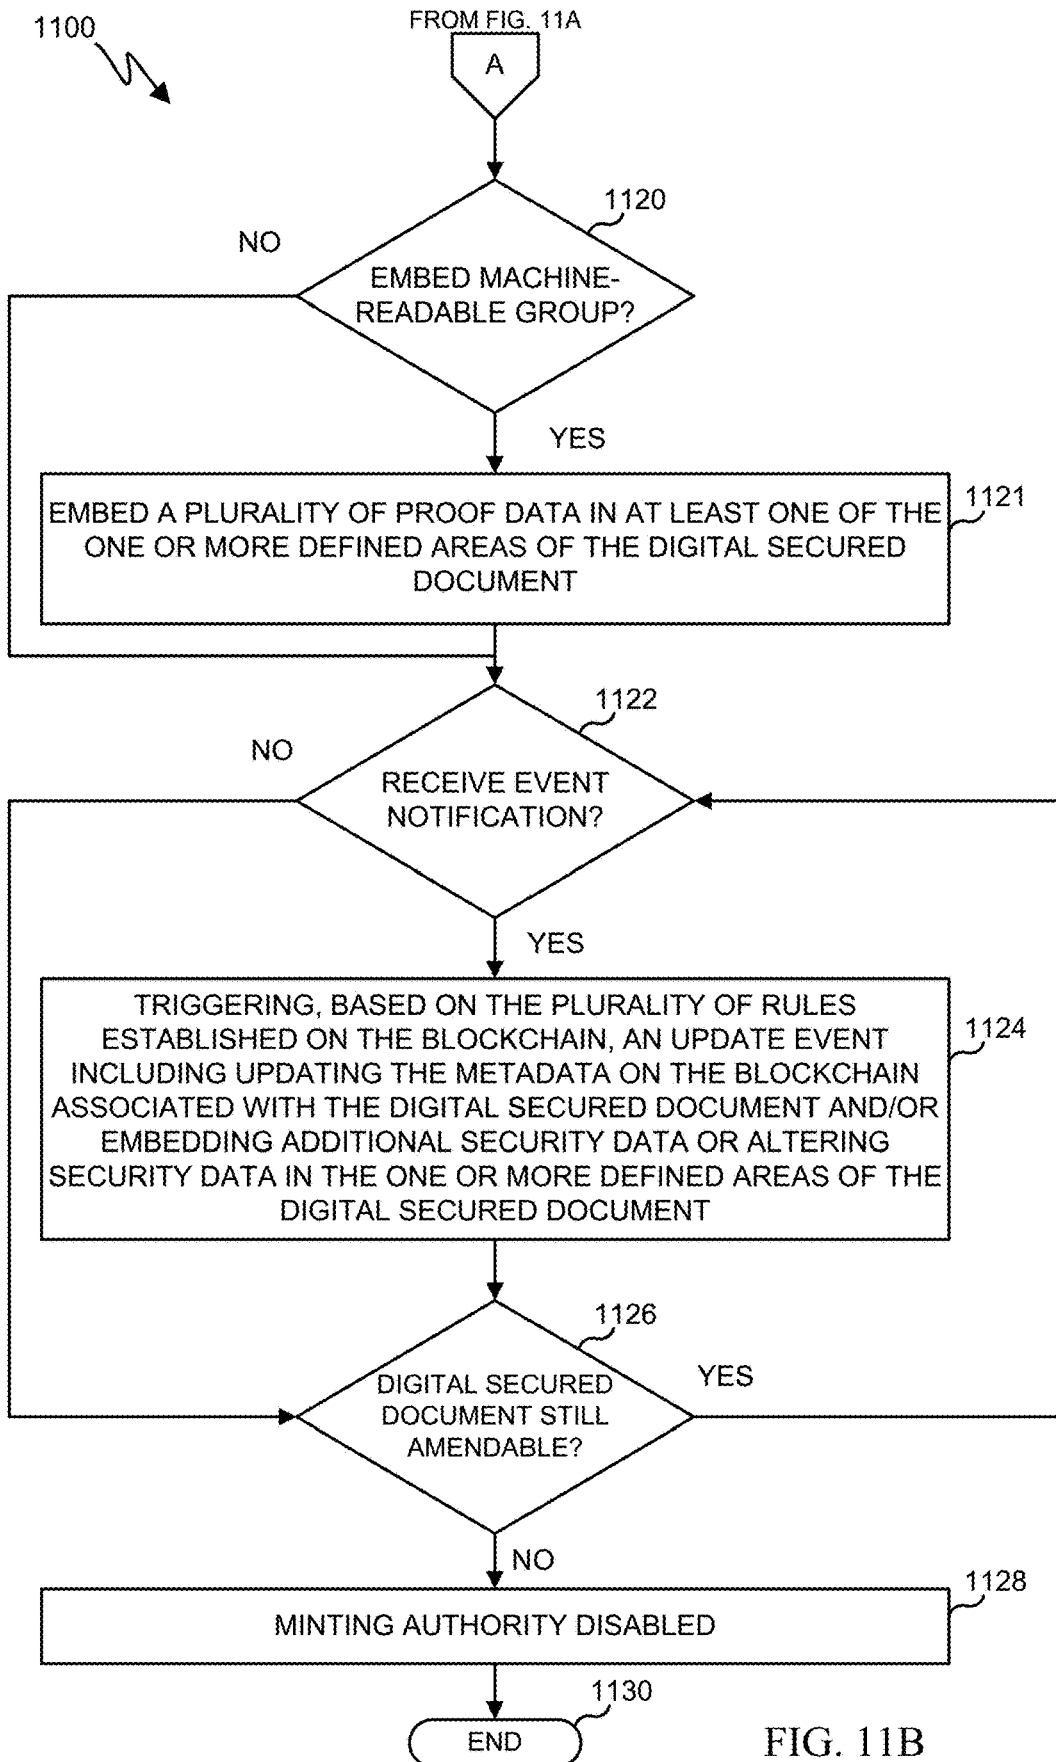 1100
FROM FIG. 11A
A
1120
NO
EMBED MACHINE-
READABLE GROUP?
YES
1121
EMBED A PLURALITY OF PROOF DATA IN AT LEAST ONE OF THE
ONE OR MORE DEFINED AREAS OF THE DIGITAL SECURED
DOCUMENT
1122
NO
RECEIVE EVENT
NOTIFICATION?
YES
1124
TRIGGERING, BASED ON THE PLURALITY OF RULES
ESTABLISHED ON THE BLOCKCHAIN, AN UPDATE EVENT
INCLUDING UPDATING THE METADATA ON THE BLOCKCHAIN
ASSOCIATED WITH THE DIGITAL SECURED DOCUMENT AND/OR
EMBEDDING ADDITIONAL SECURITY DATA OR ALTERING
SECURITY DATA IN THE ONE OR MORE DEFINED AREAS OF THE
DIGITAL SECURED DOCUMENT
1126
YES
DIGITAL SECURED
DOCUMENT STILL
AMENDABLE?
NO
1128
MINTING AUTHORITY DISABLED
1130
END
FIG. 11B